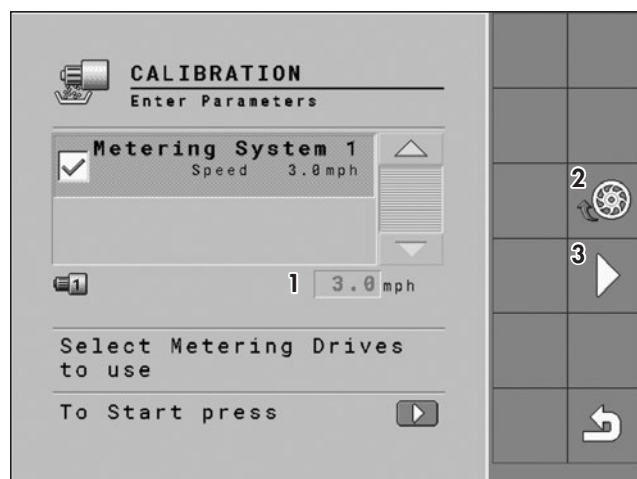 CALIBRATION
Enter Parameters
Metering System 1
Speed 3.0mph
1
1 3.0 mph
Select Metering Drives
to use
To Start press
2
3